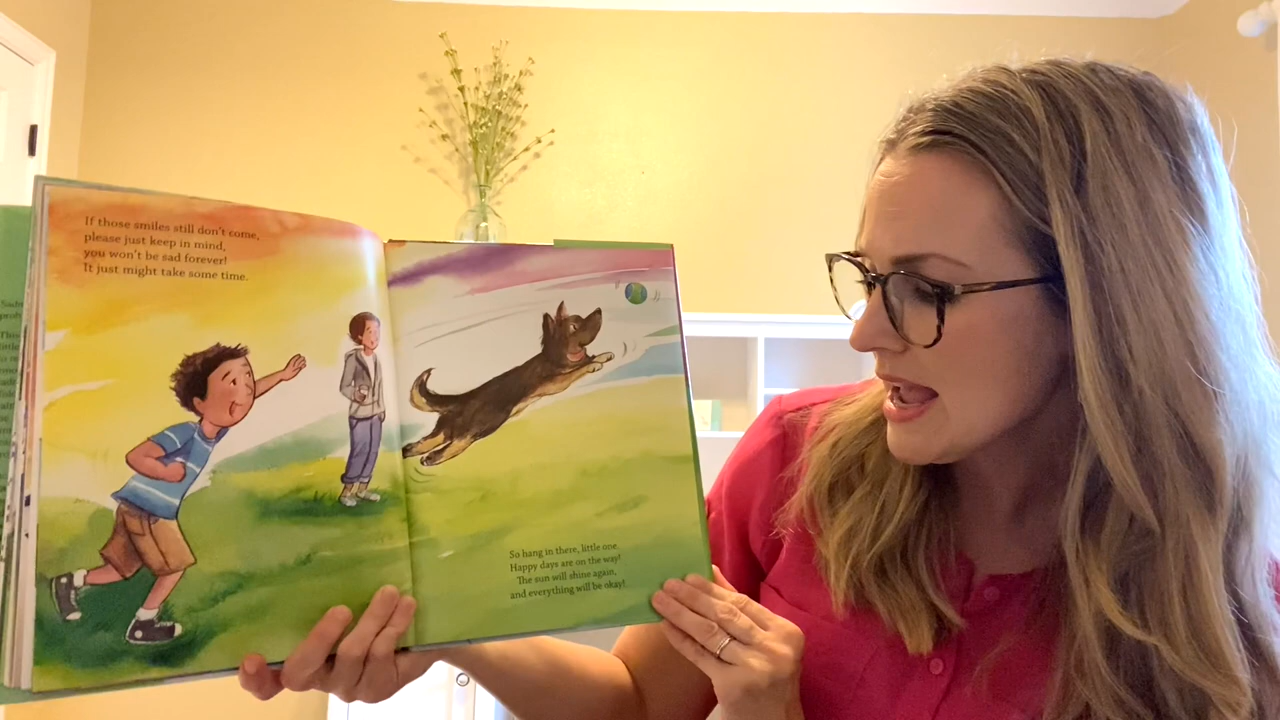 If those smiles still don't come,
please just keep in mind,
you won't be sad forever!
It just might take some time.
So hang in there, little one.
Happy days are on the way!
The sun will shine again,
and everything will be okay!